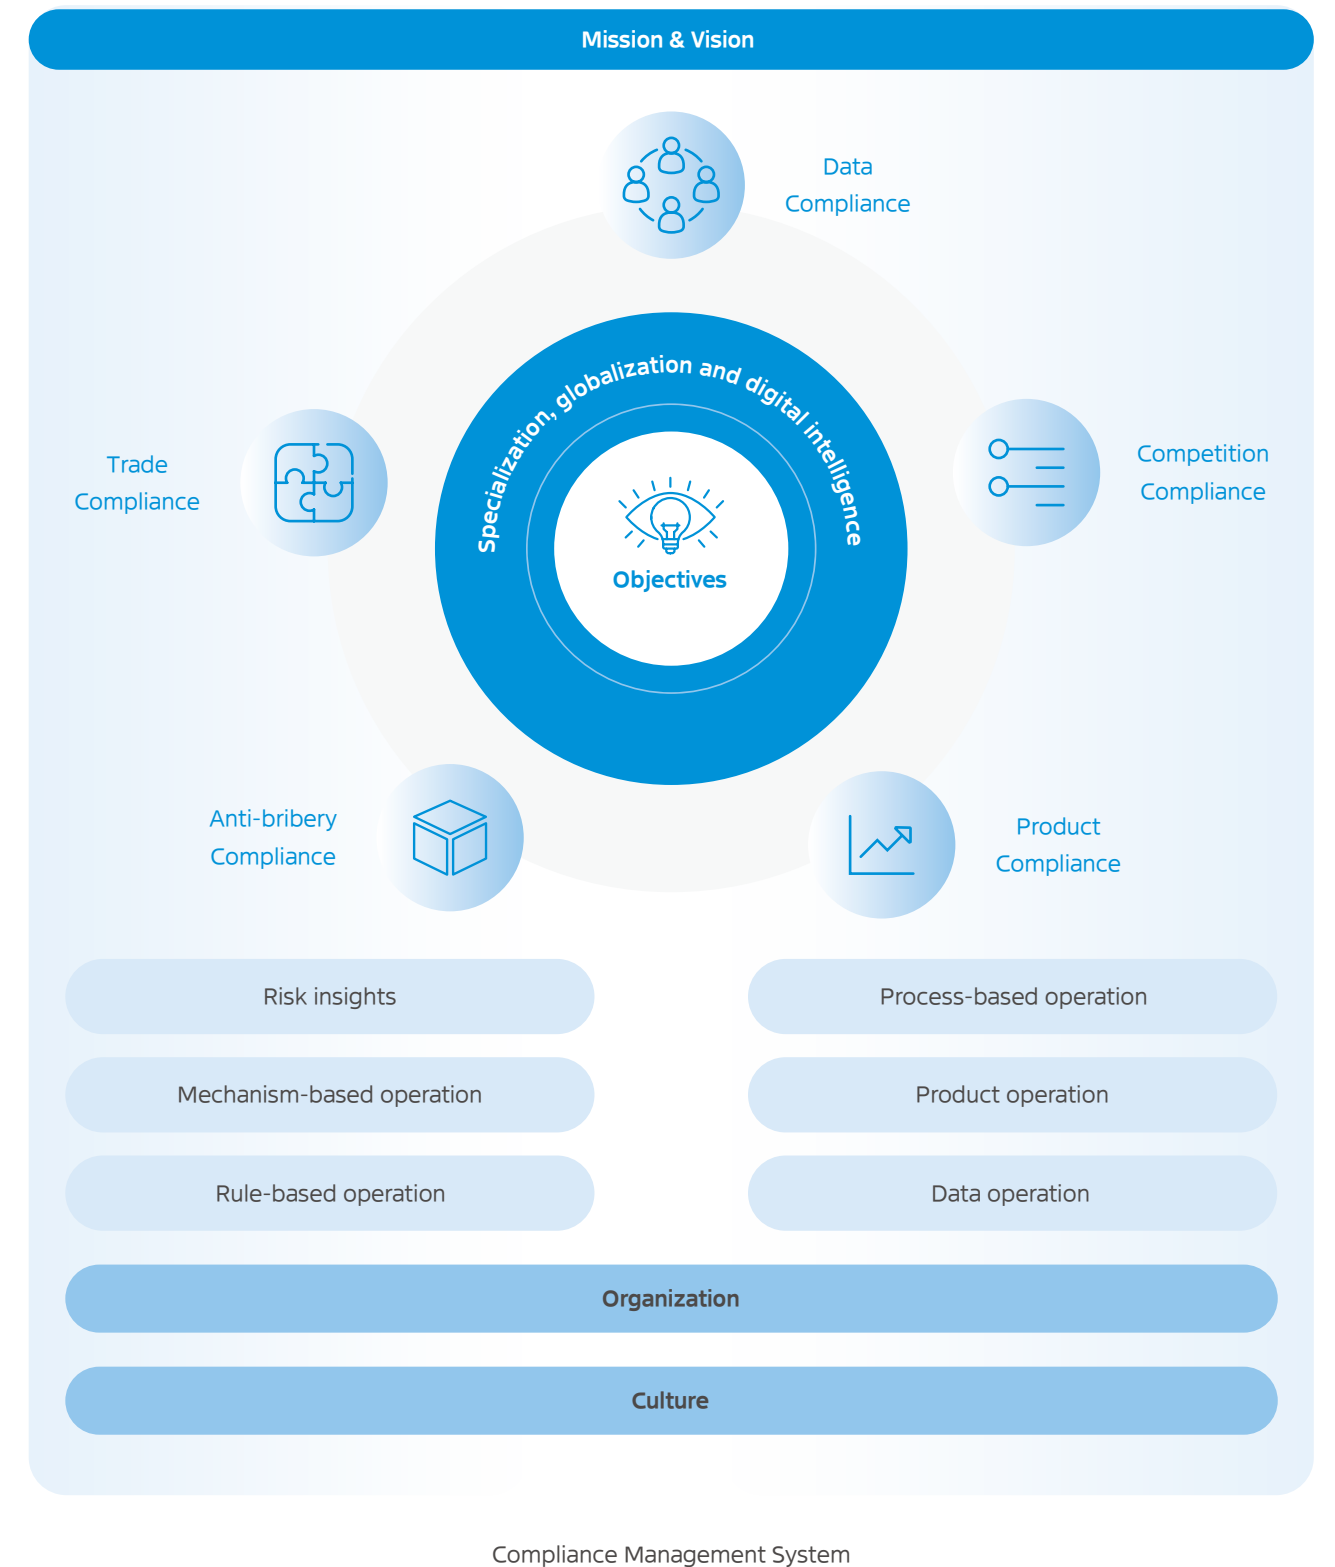 Mission & Vision
Data
Compliance
Specialization, globalization and digital intelligence
Trade
Compliance
Competition
Compliance
Objectives
Anti-bribery
Compliance
Product
Compliance
Risk insights
Process-based operation
Mechanism-based operation
Product operation
Rule-based operation
Data operation
Organization
Culture
Compliance Management System